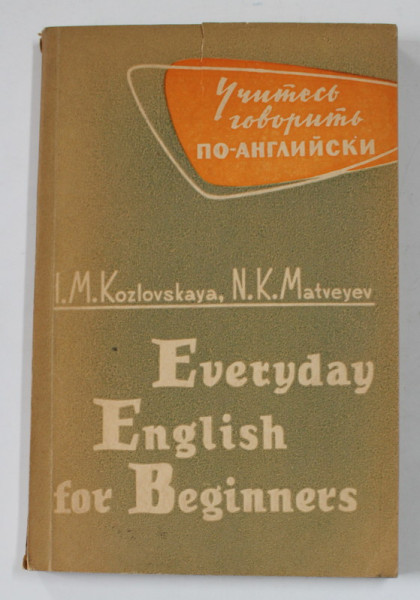 Учитесь
говорить
ПО-АНГЛИЙСКИ
I.M.Kozlovskaya, N.K.Matveyev
Everyday
English
for Beginners